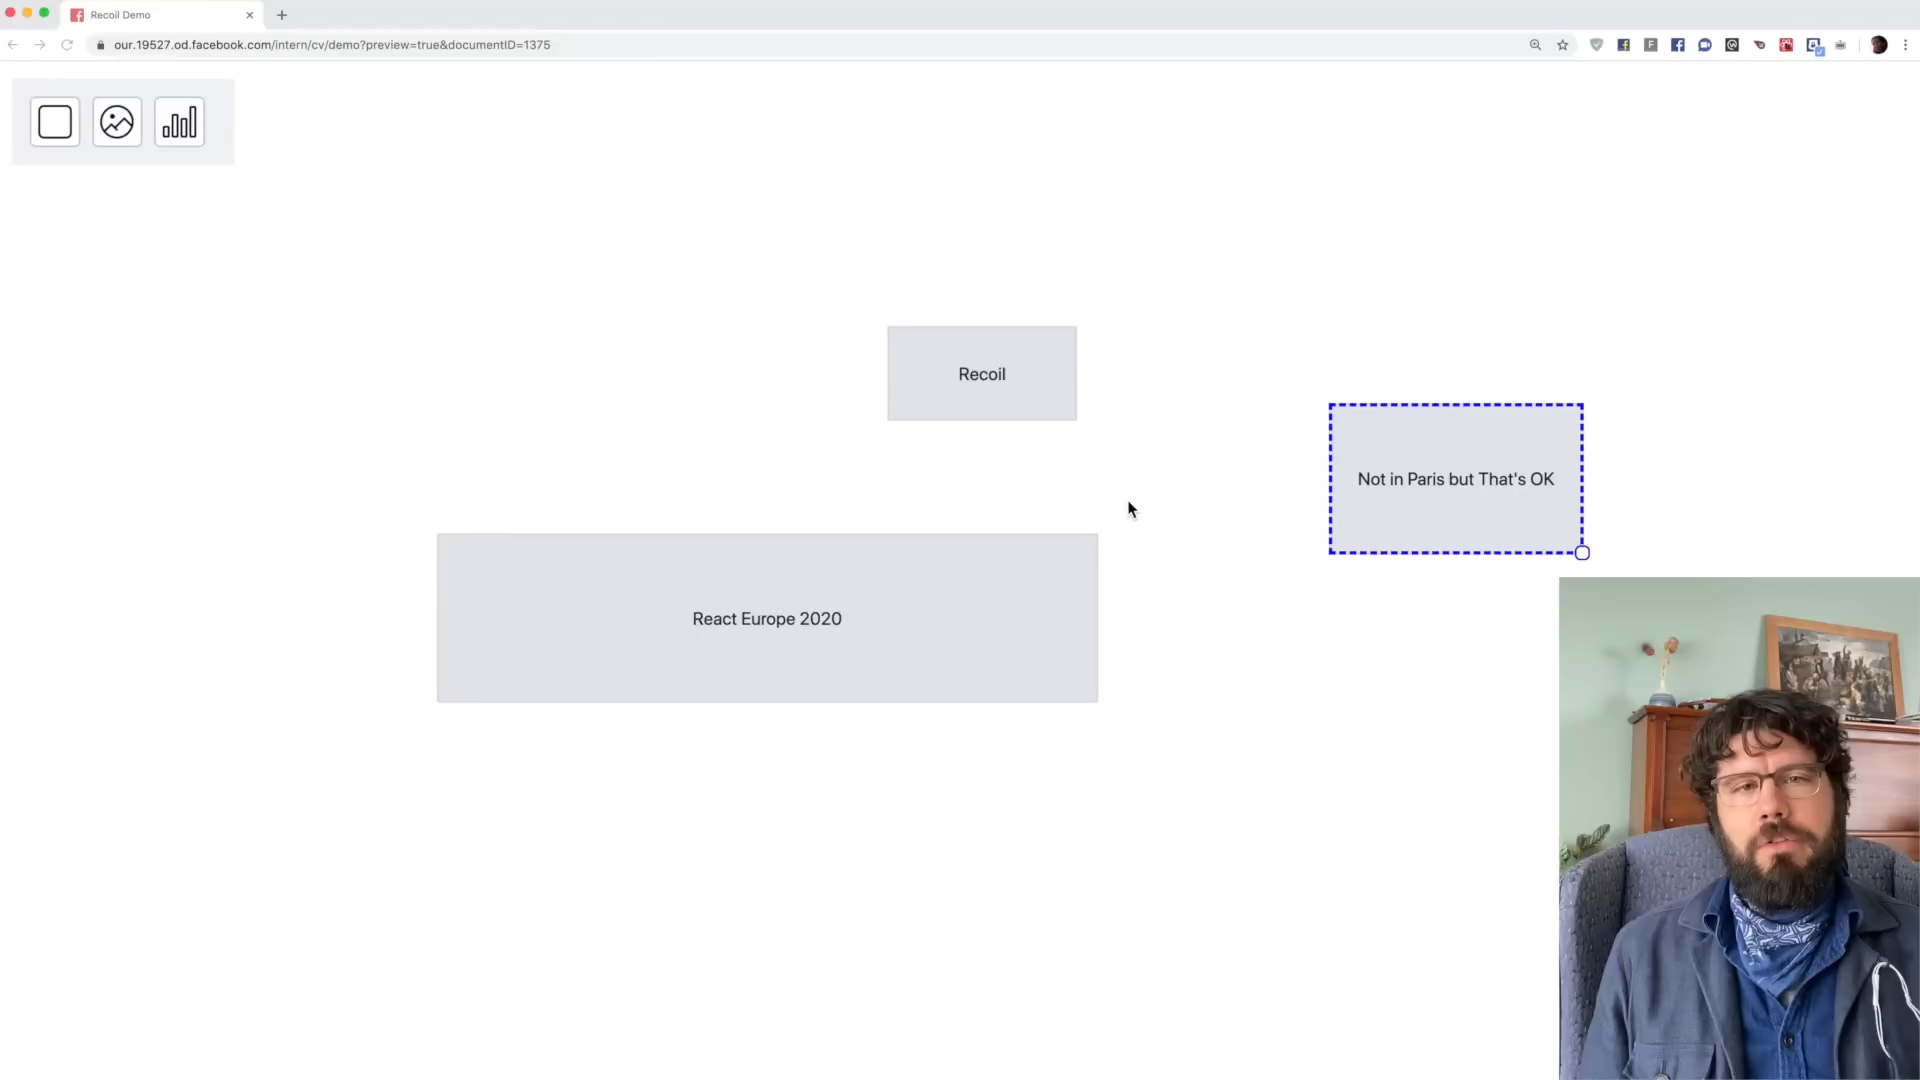 Recoil Demo
our.19527.od.facebook.com/intern/cv/demo?preview=true&documentID=1375
Recoil
Not in Paris but That's OK
React Europe 2020